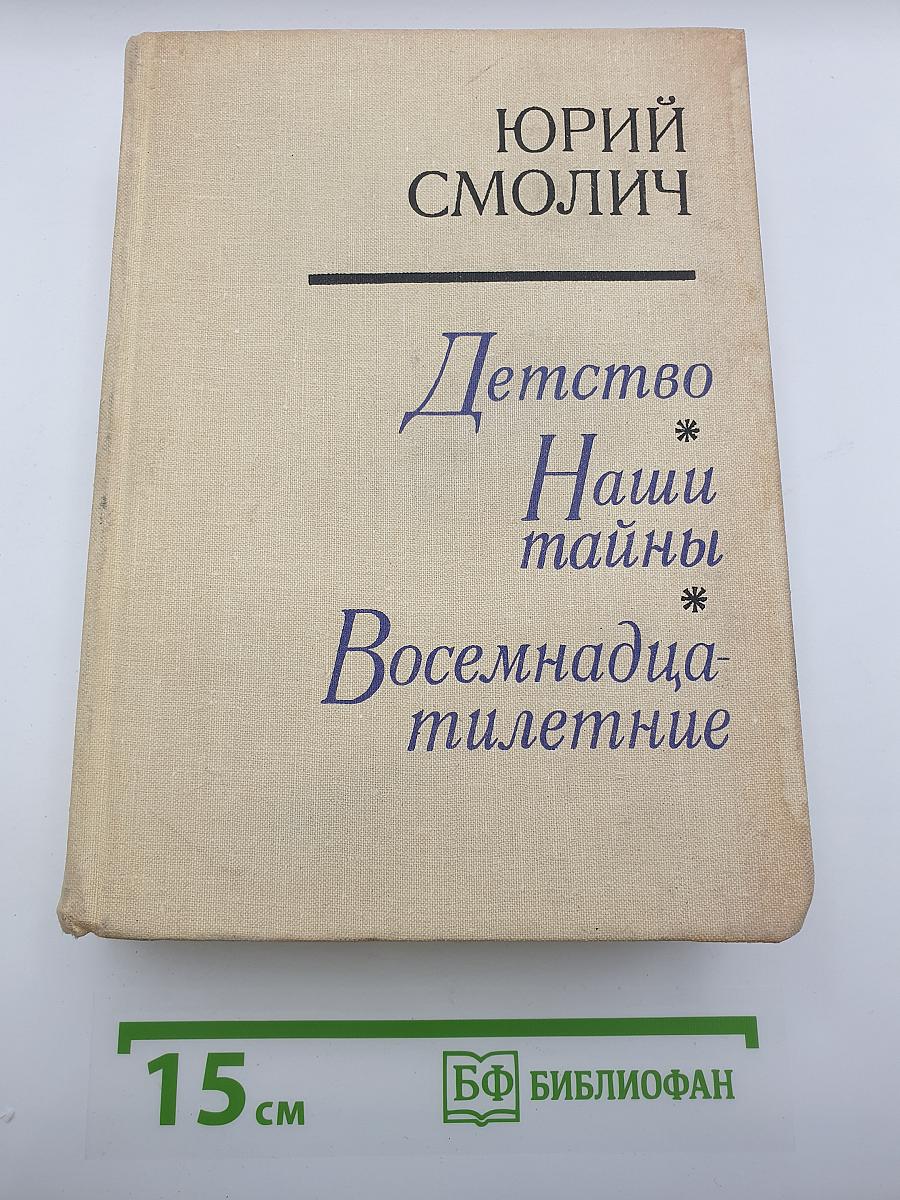 ЮРИЙ
СМОЛИЧ
Детство
*
Наши
тайны
*
Восемнадца-
тилетние
15 см
БФ БИБЛИОФАН